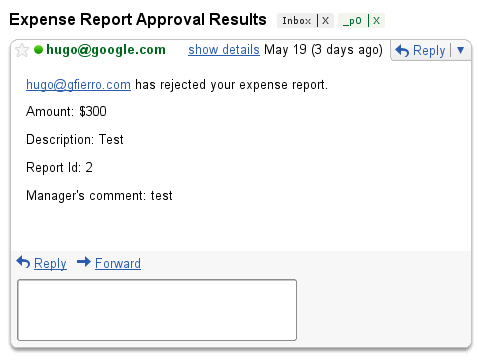 Expense Report Approval Results Inbox | X _p0 | X
hugo@google.com show details May 19 (3 days ago) Reply
hugo@gfierro.com has rejected your expense report.
Amount: $300
Description: Test
Report Id: 2
Manager's comment: test
Reply Forward